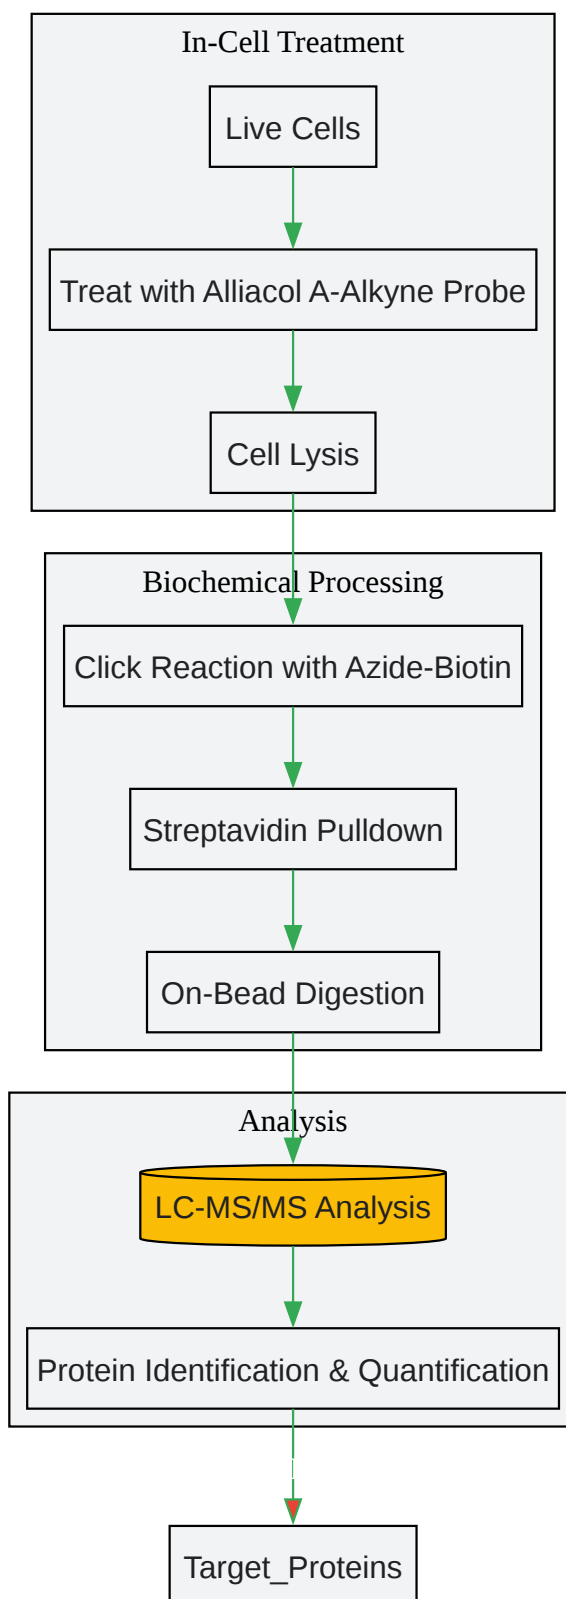 In-Cell Treatment
Live Cells
Treat with Alliacol A-Alkyne Probe
Cell Lysis
Biochemical Processing
Click Reaction with Azide-Biotin
Streptavidin Pulldown
On-Bead Digestion
Analysis
LC-MS/MS Analysis
Protein Identification & Quantification
Target_Proteins